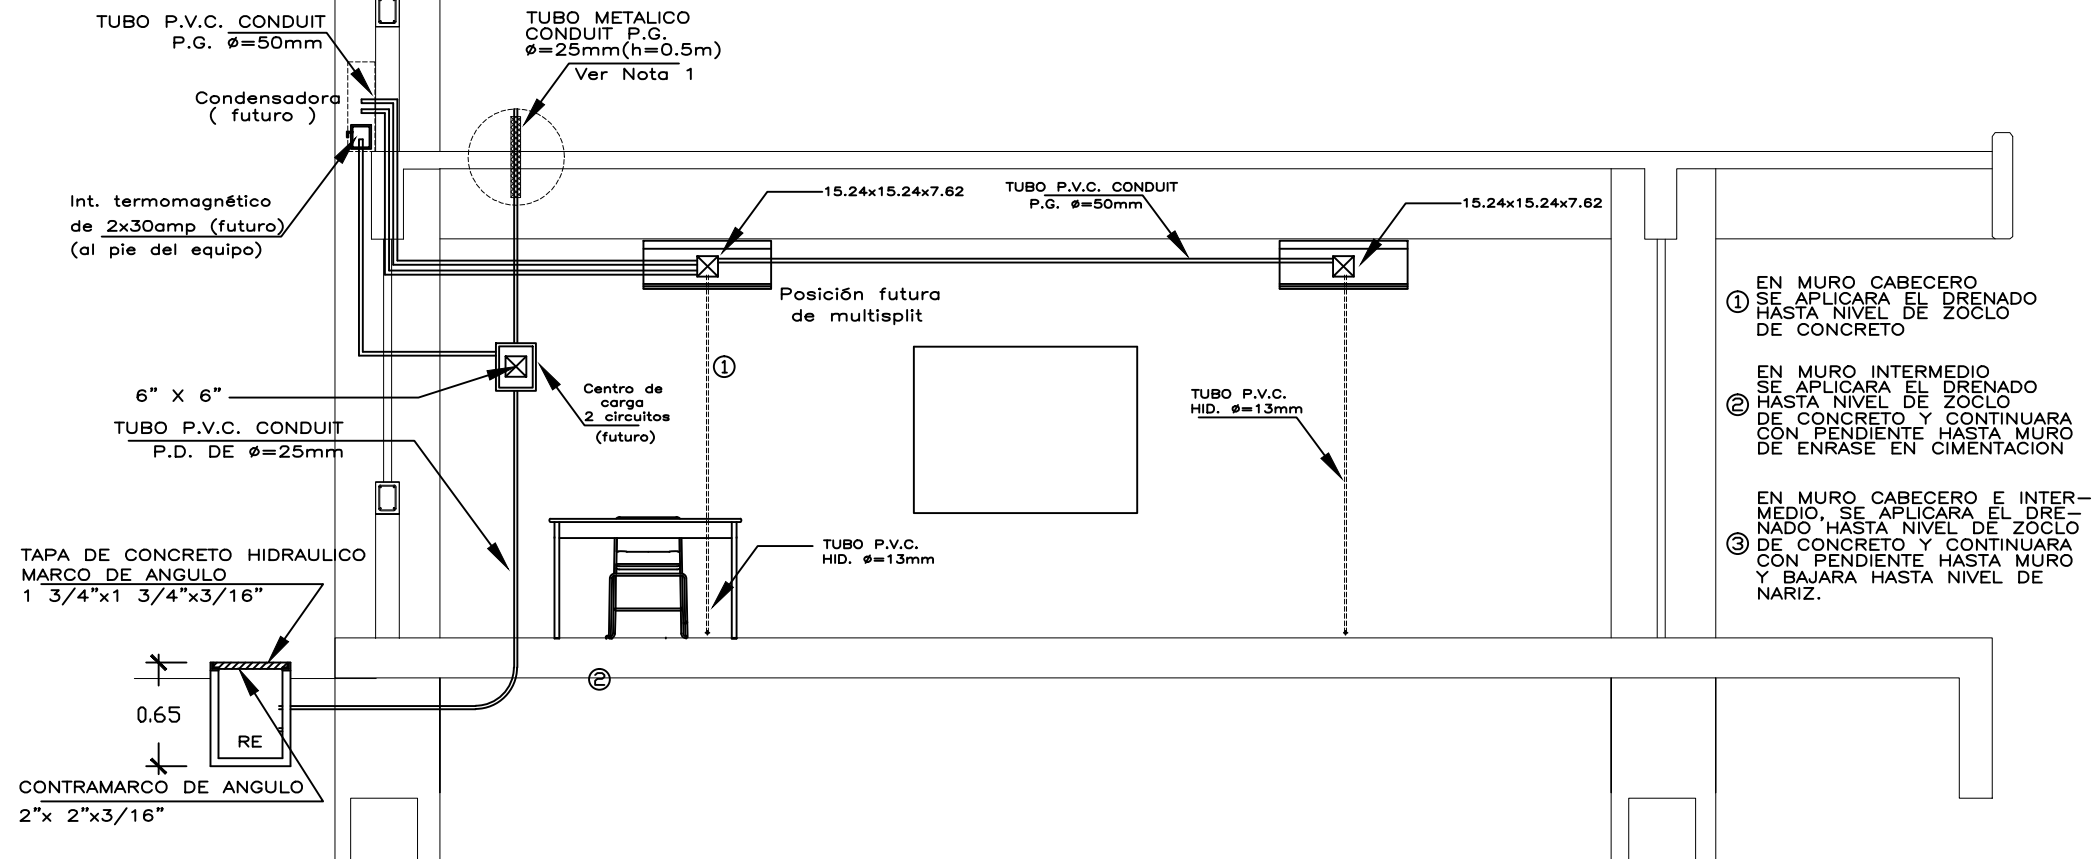 TUBO P.V.C. CONDUIT
P.G. ø=50mm
TUBO METALICO
CONDUIT P.G.
ø=25mm(h=0.5m)
Ver Nota 1
Condensadora
( futuro )
Int. termomagnético
de 2x30amp (futuro)
(al pie del equipo)
15.24x15.24x7.62
TUBO P.V.C. CONDUIT
P.G. ø=50mm
15.24x15.24x7.62
Posición futura
de multisplit
1
6" X 6"
Centro de
carga
2 circuitos
(futuro)
TUBO P.V.C. CONDUIT
P.D. DE ø=25mm
TUBO P.V.C.
HID. ø=13mm
TUBO P.V.C.
HID. ø=13mm
TAPA DE CONCRETO HIDRAULICO
MARCO DE ANGULO
1 3/4"x1 3/4"x3/16"
2
0.65
RE
CONTRAMARCO DE ANGULO
2"x 2"x3/16"
1
EN MURO CABECERO
SE APLICARA EL DRENADO
HASTA NIVEL DE ZOCLO
DE CONCRETO
2
EN MURO INTERMEDIO
SE APLICARA EL DRENADO
HASTA NIVEL DE ZOCLO
DE CONCRETO Y CONTINUARA
CON PENDIENTE HASTA MURO
DE ENRASE EN CIMENTACION
3
EN MURO CABECERO E INTER-
MEDIO, SE APLICARA EL DRE-
NADO HASTA NIVEL DE ZOCLO
DE CONCRETO Y CONTINUARA
CON PENDIENTE HASTA MURO
Y BAJARA HASTA NIVEL DE
NARIZ.